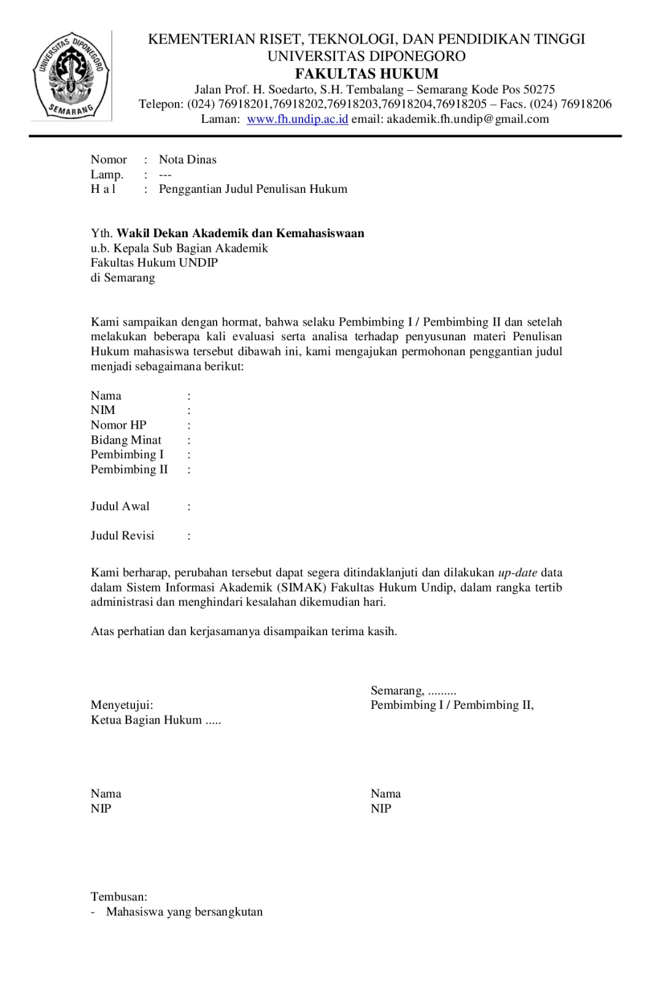 UNIVERSITAS DIPONEGORO
SEMARANG
KEMENTERIAN RISET, TEKNOLOGI, DAN PENDIDIKAN TINGGI
UNIVERSITAS DIPONEGORO
FAKULTAS HUKUM
Jalan Prof. H. Soedarto, S.H. Tembalang – Semarang Kode Pos 50275
Telepon: (024) 76918201,76918202,76918203,76918204,76918205 – Facs. (024) 76918206
Laman: www.fh.undip.ac.id email: akademik.fh.undip@gmail.com
Nomor : Nota Dinas
Lamp. : ---
H a l : Penggantian Judul Penulisan Hukum
Yth. Wakil Dekan Akademik dan Kemahasiswaan
u.b. Kepala Sub Bagian Akademik
Fakultas Hukum UNDIP
di Semarang
Kami sampaikan dengan hormat, bahwa selaku Pembimbing I / Pembimbing II dan setelah
melakukan beberapa kali evaluasi serta analisa terhadap penyusunan materi Penulisan
Hukum mahasiswa tersebut dibawah ini, kami mengajukan permohonan penggantian judul
menjadi sebagaimana berikut:
Nama :
NIM :
Nomor HP :
Bidang Minat :
Pembimbing I :
Pembimbing II :
Judul Awal :
Judul Revisi :
Kami berharap, perubahan tersebut dapat segera ditindaklanjuti dan dilakukan up-date data
dalam Sistem Informasi Akademik (SIMAK) Fakultas Hukum Undip, dalam rangka tertib
administrasi dan menghindari kesalahan dikemudian hari.
Atas perhatian dan kerjasamanya disampaikan terima kasih.
Semarang, .........
Menyetujui: Pembimbing I / Pembimbing II,
Ketua Bagian Hukum .....
Nama Nama
NIP NIP
Tembusan:
- Mahasiswa yang bersangkutan